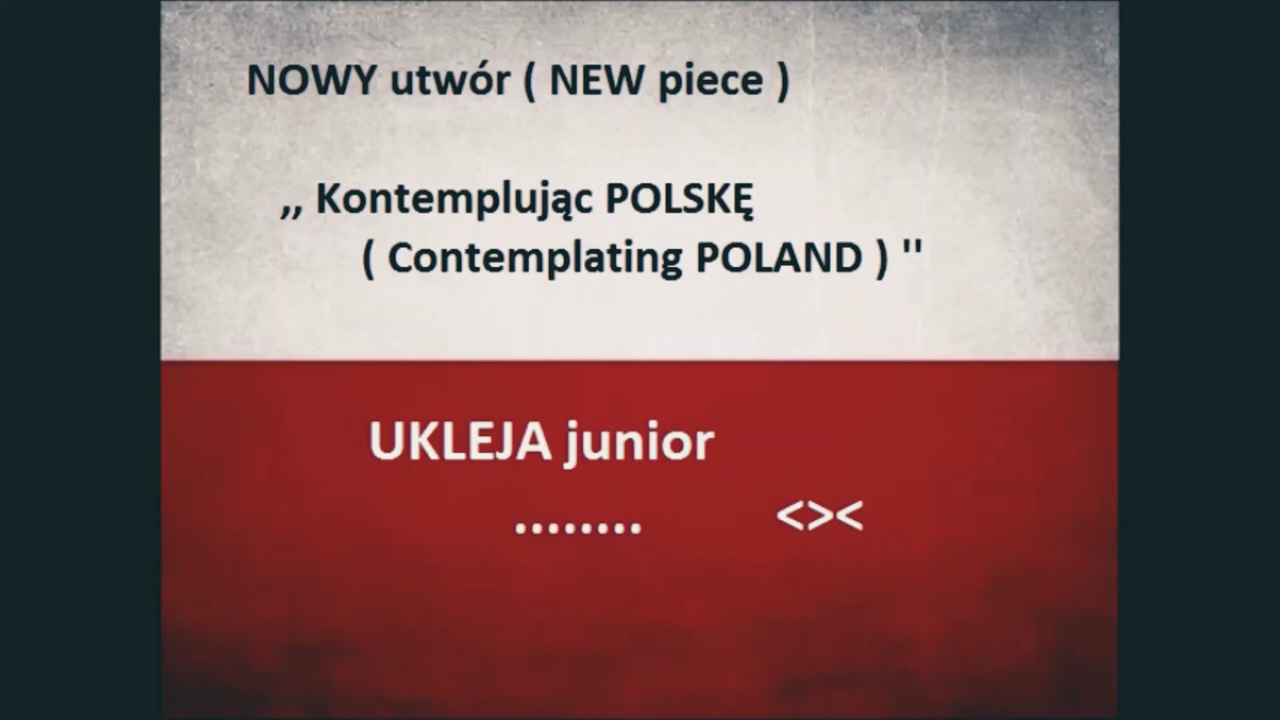 NOWY utwór ( NEW piece )
,, Kontemplując POLSKĘ
( Contemplating POLAND ) "
UKLEJA junior
........ <><